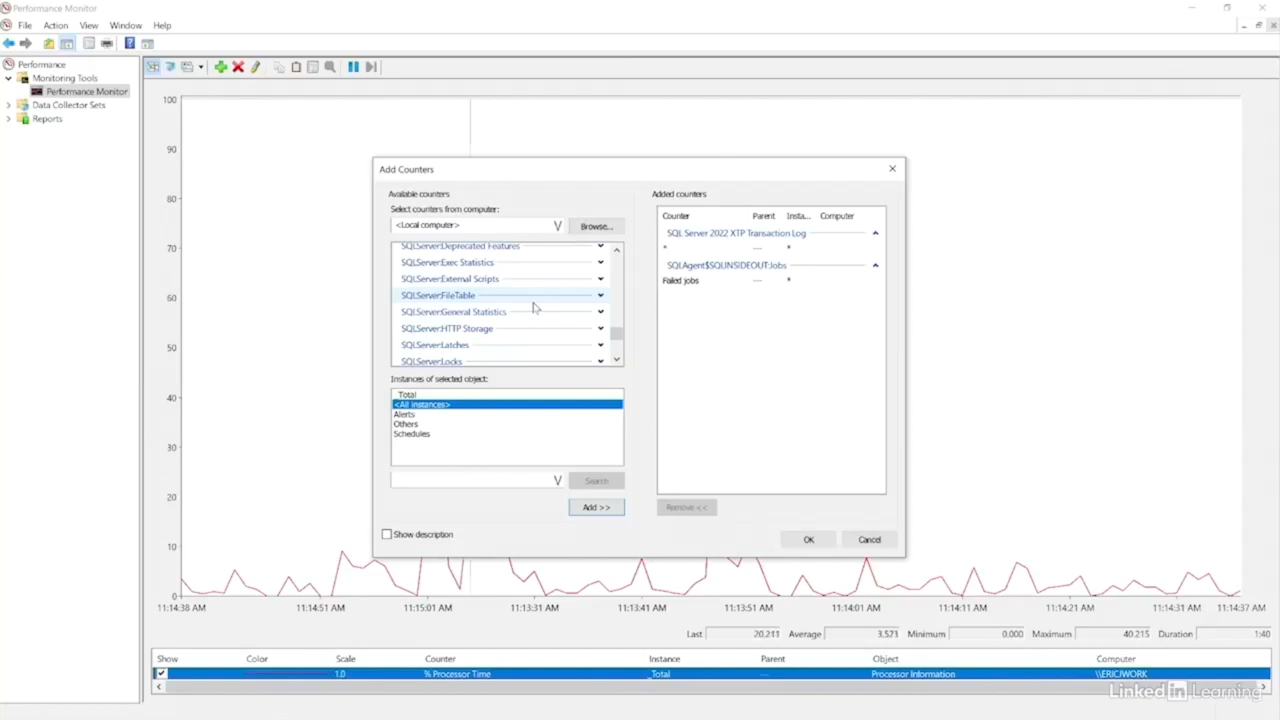 Performance Monitor
File Action View Window Help
Performance
Monitoring Tools
Performance Monitor
Data Collector Sets
Reports
100
90
80
70
60
50
40
30
20
10
0
Add Counters
Available counters
Select counters from computer:
<Local computer>
Browse...
SQLServer:Deprecated Features
SQLServer:Exec Statistics
SQLServer:External Scripts
SQLServer:FileTable
SQLServer:General Statistics
SQLServer:HTTP Storage
SQLServer:Latches
SQLServer:Locks
Instances of selected object:
_Total
<All instances>
Alerts
Others
Schedules
Search
Add >>
Show description
Added counters
Counter Parent Insta... Computer
SQL Server 2022 XTP Transaction Log
* --- *
SQLAgent$SQLINSIDEOUT:Jobs
Failed jobs --- *
Remove <<
OK Cancel
11:14:38 AM 11:14:51 AM 11:15:01 AM 11:13:31 AM 11:13:41 AM 11:13:51 AM 11:14:01 AM 11:14:11 AM 11:14:21 AM 11:14:31 AM 11:14:37 AM
Last 20.211 Average 3.571 Minimum 0.000 Maximum 40.215 Duration 1:40
Show Color Scale Counter Instance Parent Object Computer
1.0 % Processor Time _Total --- Processor Information \\ERICJWORK
LinkedIn Learning